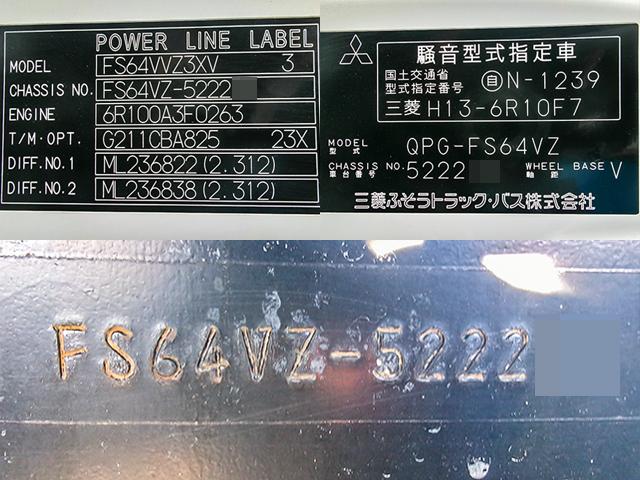 POWER LINE LABEL
MODEL FS64VVZ3XV 3
CHASSIS NO. FS64VZ-5222
ENGINE 6R100A3F0263
T/M・OPT. G211CBA825 23X
DIFF.NO.1 ML236822(2.312)
DIFF.NO.2 ML236838(2.312)
騒音型式指定車
国土交通省
型式指定番号 自N-1239
三菱 H13-6R10F7
MODEL
型式 QPG-FS64VZ
CHASSIS NO.
車台番号 5222 WHEEL BASE
軸距 V
三菱ふそうトラック・バス株式会社
FS64VZ-5222